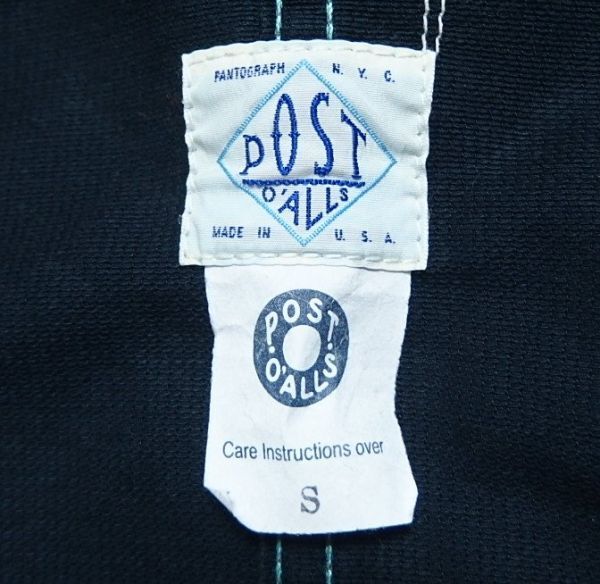 PANTOGRAPH N.Y.C.
POST
O'ALLS
MADE IN U.S.A.
POST
O'ALLS
Care Instructions over
S